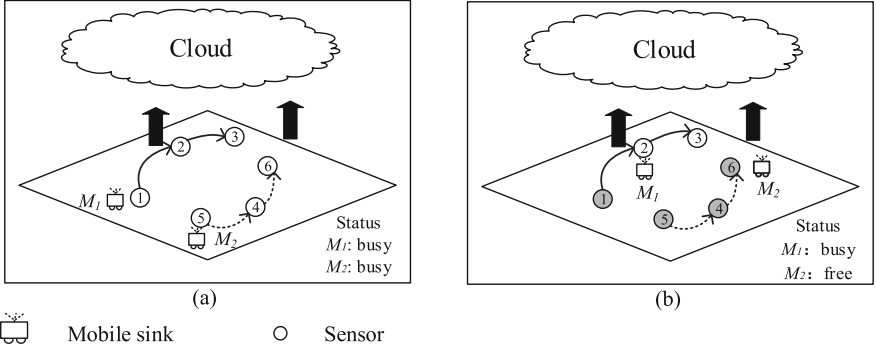 Cloud
3
2
6
M1
1
5
4
M2
Status
M1: busy
M2: busy
(a)
Cloud
3
2
M1
6
M2
1
5
4
Status
M1: busy
M2: free
(b)
Mobile sink
Sensor